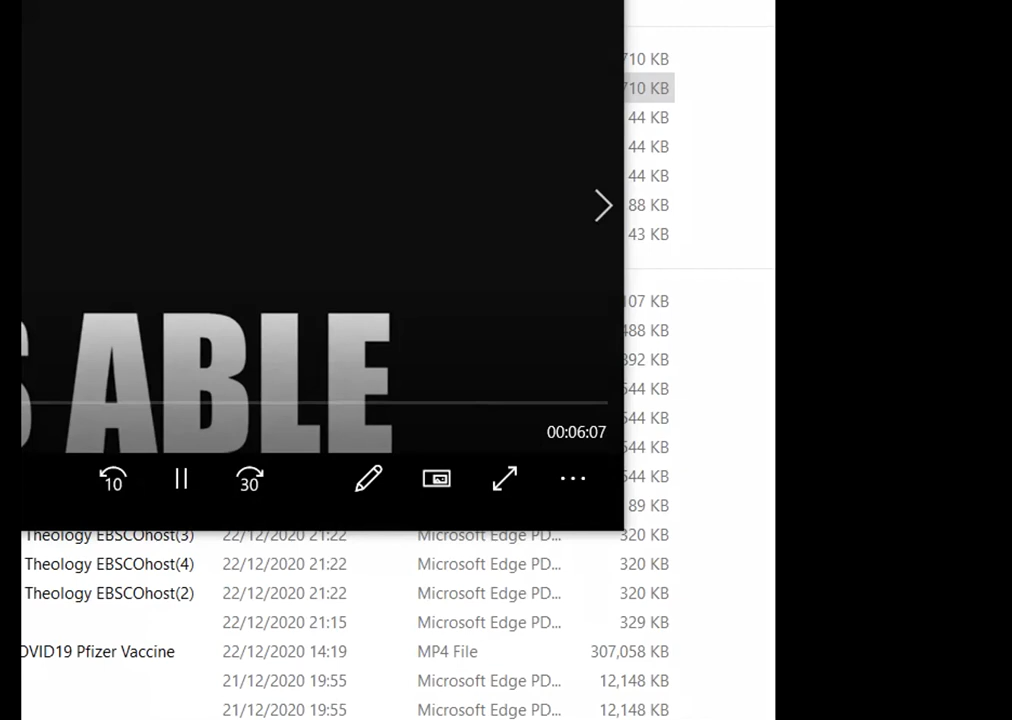 710 KB
710 KB
44 KB
44 KB
44 KB
88 KB
43 KB
107 KB
488 KB
892 KB
544 KB
544 KB
544 KB
544 KB
89 KB
S ABLE
00:06:07
10
30
Theology EBSCOhost(3) 22/12/2020 21:22 Microsoft Edge PD... 320 KB
Theology EBSCOhost(4) 22/12/2020 21:22 Microsoft Edge PD... 320 KB
Theology EBSCOhost(2) 22/12/2020 21:22 Microsoft Edge PD... 320 KB
22/12/2020 21:15 Microsoft Edge PD... 329 KB
OVID19 Pfizer Vaccine 22/12/2020 14:19 MP4 File 307,058 KB
21/12/2020 19:55 Microsoft Edge PD... 12,148 KB
21/12/2020 19:55 Microsoft Edge PD... 12,148 KB